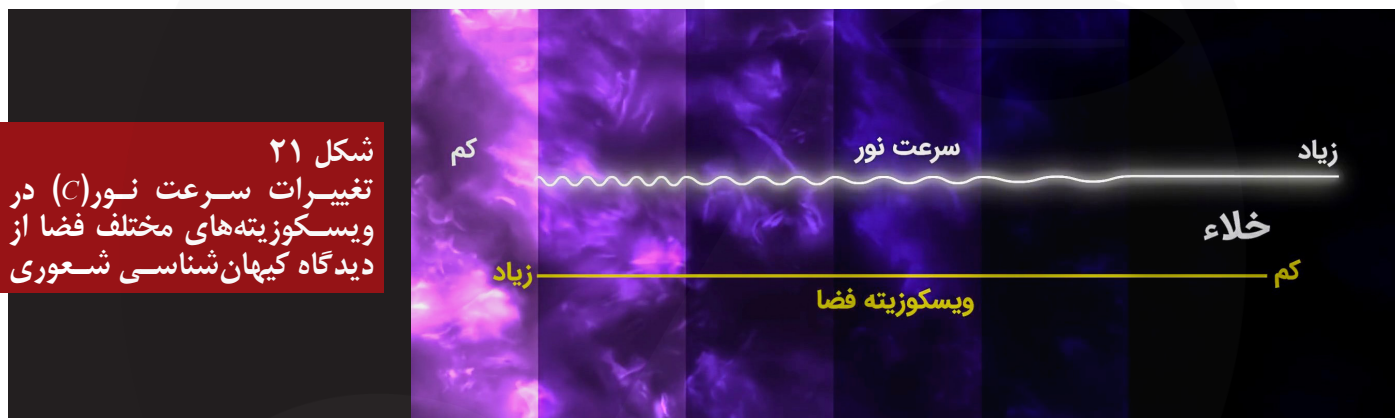 شکل ۲۱
تغییرات سرعت نور(C) در
ویسکوزیته‌های مختلف فضا از
دیدگاه کیهان‌شناسی شعوری
زیاد
سرعت نور
کم
خلاء
کم
زیاد
ویسکوزیته فضا